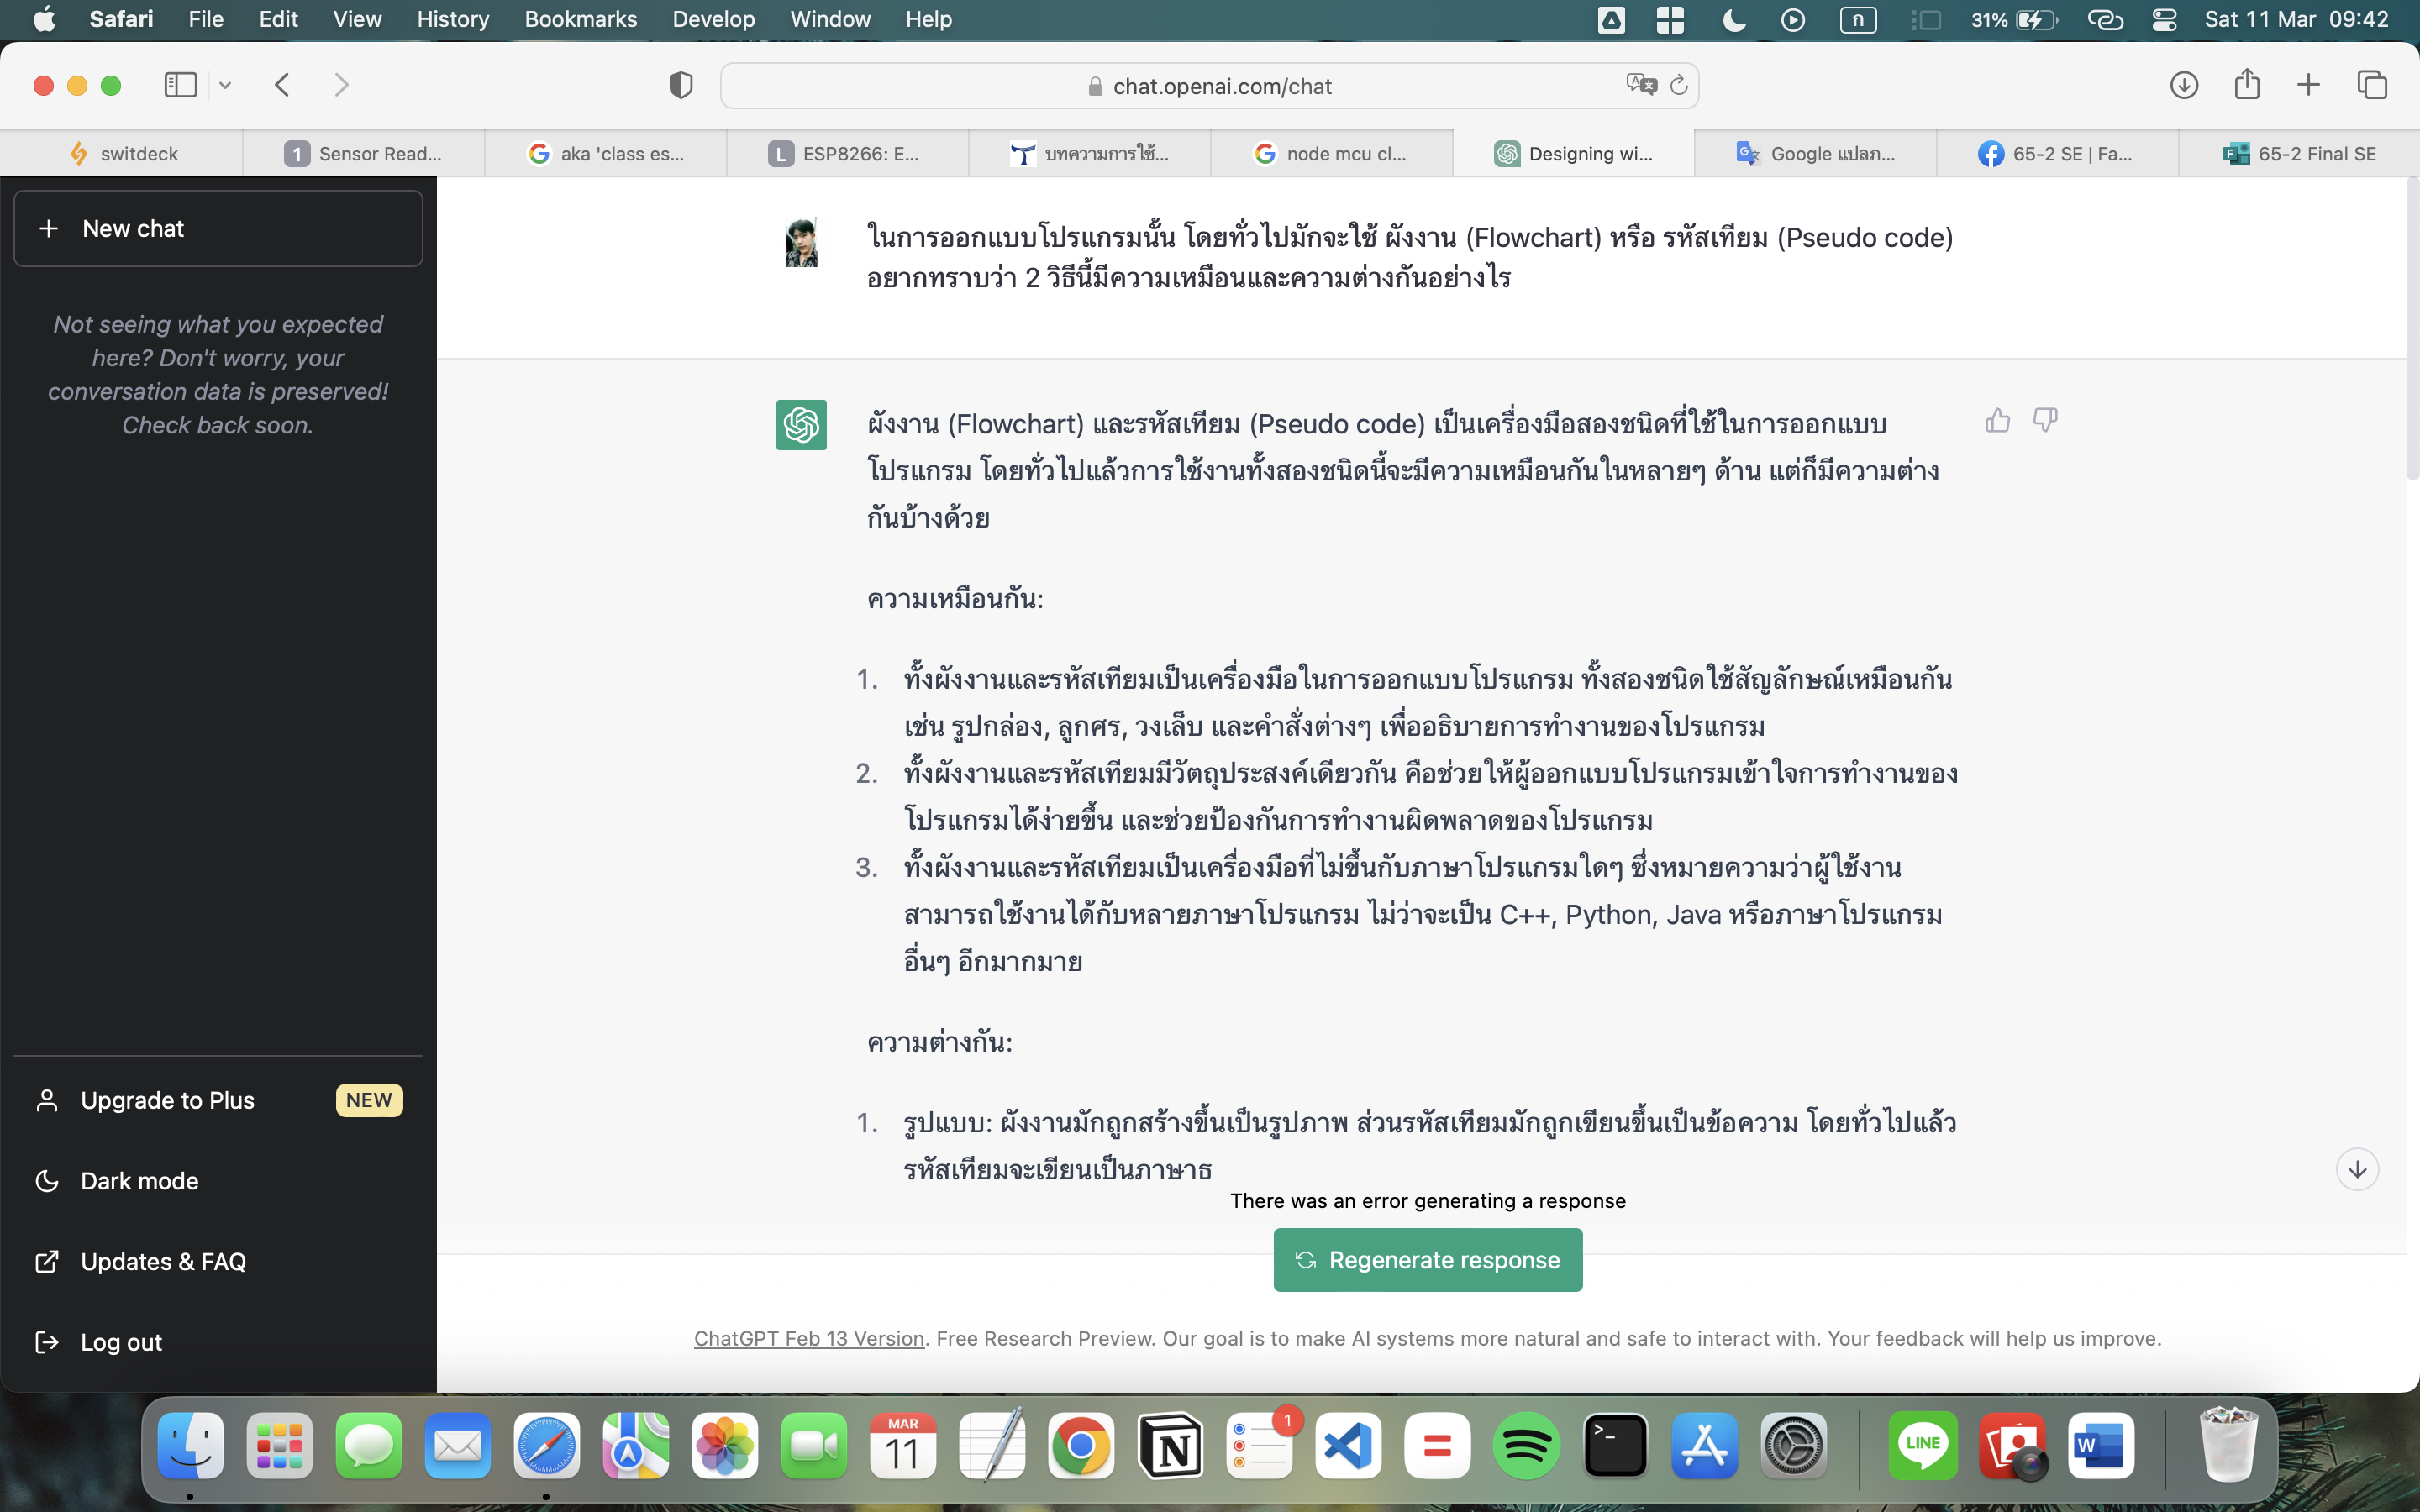 Safari File Edit View History Bookmarks Develop Window Help
ก 31% Sat 11 Mar 09:42
chat.openai.com/chat
switdeck
1 Sensor Read...
aka 'class es...
L ESP8266: E...
บทความการใช้...
node mcu cl...
Designing wi...
Google แปลภ...
65-2 SE | Fa...
65-2 Final SE
New chat
Not seeing what you expected
here? Don't worry, your
conversation data is preserved!
Check back soon.
Upgrade to Plus NEW
Dark mode
Updates & FAQ
Log out
ในการออกแบบโปรแกรมนั้น โดยทั่วไปมักจะใช้ ผังงาน (Flowchart) หรือ รหัสเทียม (Pseudo code)
อยากทราบว่า 2 วิธีนี้มีความเหมือนและความต่างกันอย่างไร
ผังงาน (Flowchart) และรหัสเทียม (Pseudo code) เป็นเครื่องมือสองชนิดที่ใช้ในการออกแบบ
โปรแกรม โดยทั่วไปแล้วการใช้งานทั้งสองชนิดนี้จะมีความเหมือนกันในหลายๆ ด้าน แต่ก็มีความต่าง
กันบ้างด้วย
ความเหมือนกัน:
1. ทั้งผังงานและรหัสเทียมเป็นเครื่องมือในการออกแบบโปรแกรม ทั้งสองชนิดใช้สัญลักษณ์เหมือนกัน
เช่น รูปกล่อง, ลูกศร, วงเล็บ และคำสั่งต่างๆ เพื่ออธิบายการทำงานของโปรแกรม
2. ทั้งผังงานและรหัสเทียมมีวัตถุประสงค์เดียวกัน คือช่วยให้ผู้ออกแบบโปรแกรมเข้าใจการทำงานของ
โปรแกรมได้ง่ายขึ้น และช่วยป้องกันการทำงานผิดพลาดของโปรแกรม
3. ทั้งผังงานและรหัสเทียมเป็นเครื่องมือที่ไม่ขึ้นกับภาษาโปรแกรมใดๆ ซึ่งหมายความว่าผู้ใช้งาน
สามารถใช้งานได้กับหลายภาษาโปรแกรม ไม่ว่าจะเป็น C++, Python, Java หรือภาษาโปรแกรม
อื่นๆ อีกมากมาย
ความต่างกัน:
1. รูปแบบ: ผังงานมักถูกสร้างขึ้นเป็นรูปภาพ ส่วนรหัสเทียมมักถูกเขียนขึ้นเป็นข้อความ โดยทั่วไปแล้ว
รหัสเทียมจะเขียนเป็นภาษาธ
There was an error generating a response
Regenerate response
ChatGPT Feb 13 Version. Free Research Preview. Our goal is to make AI systems more natural and safe to interact with. Your feedback will help us improve.
MAR
11
1
LINE
W